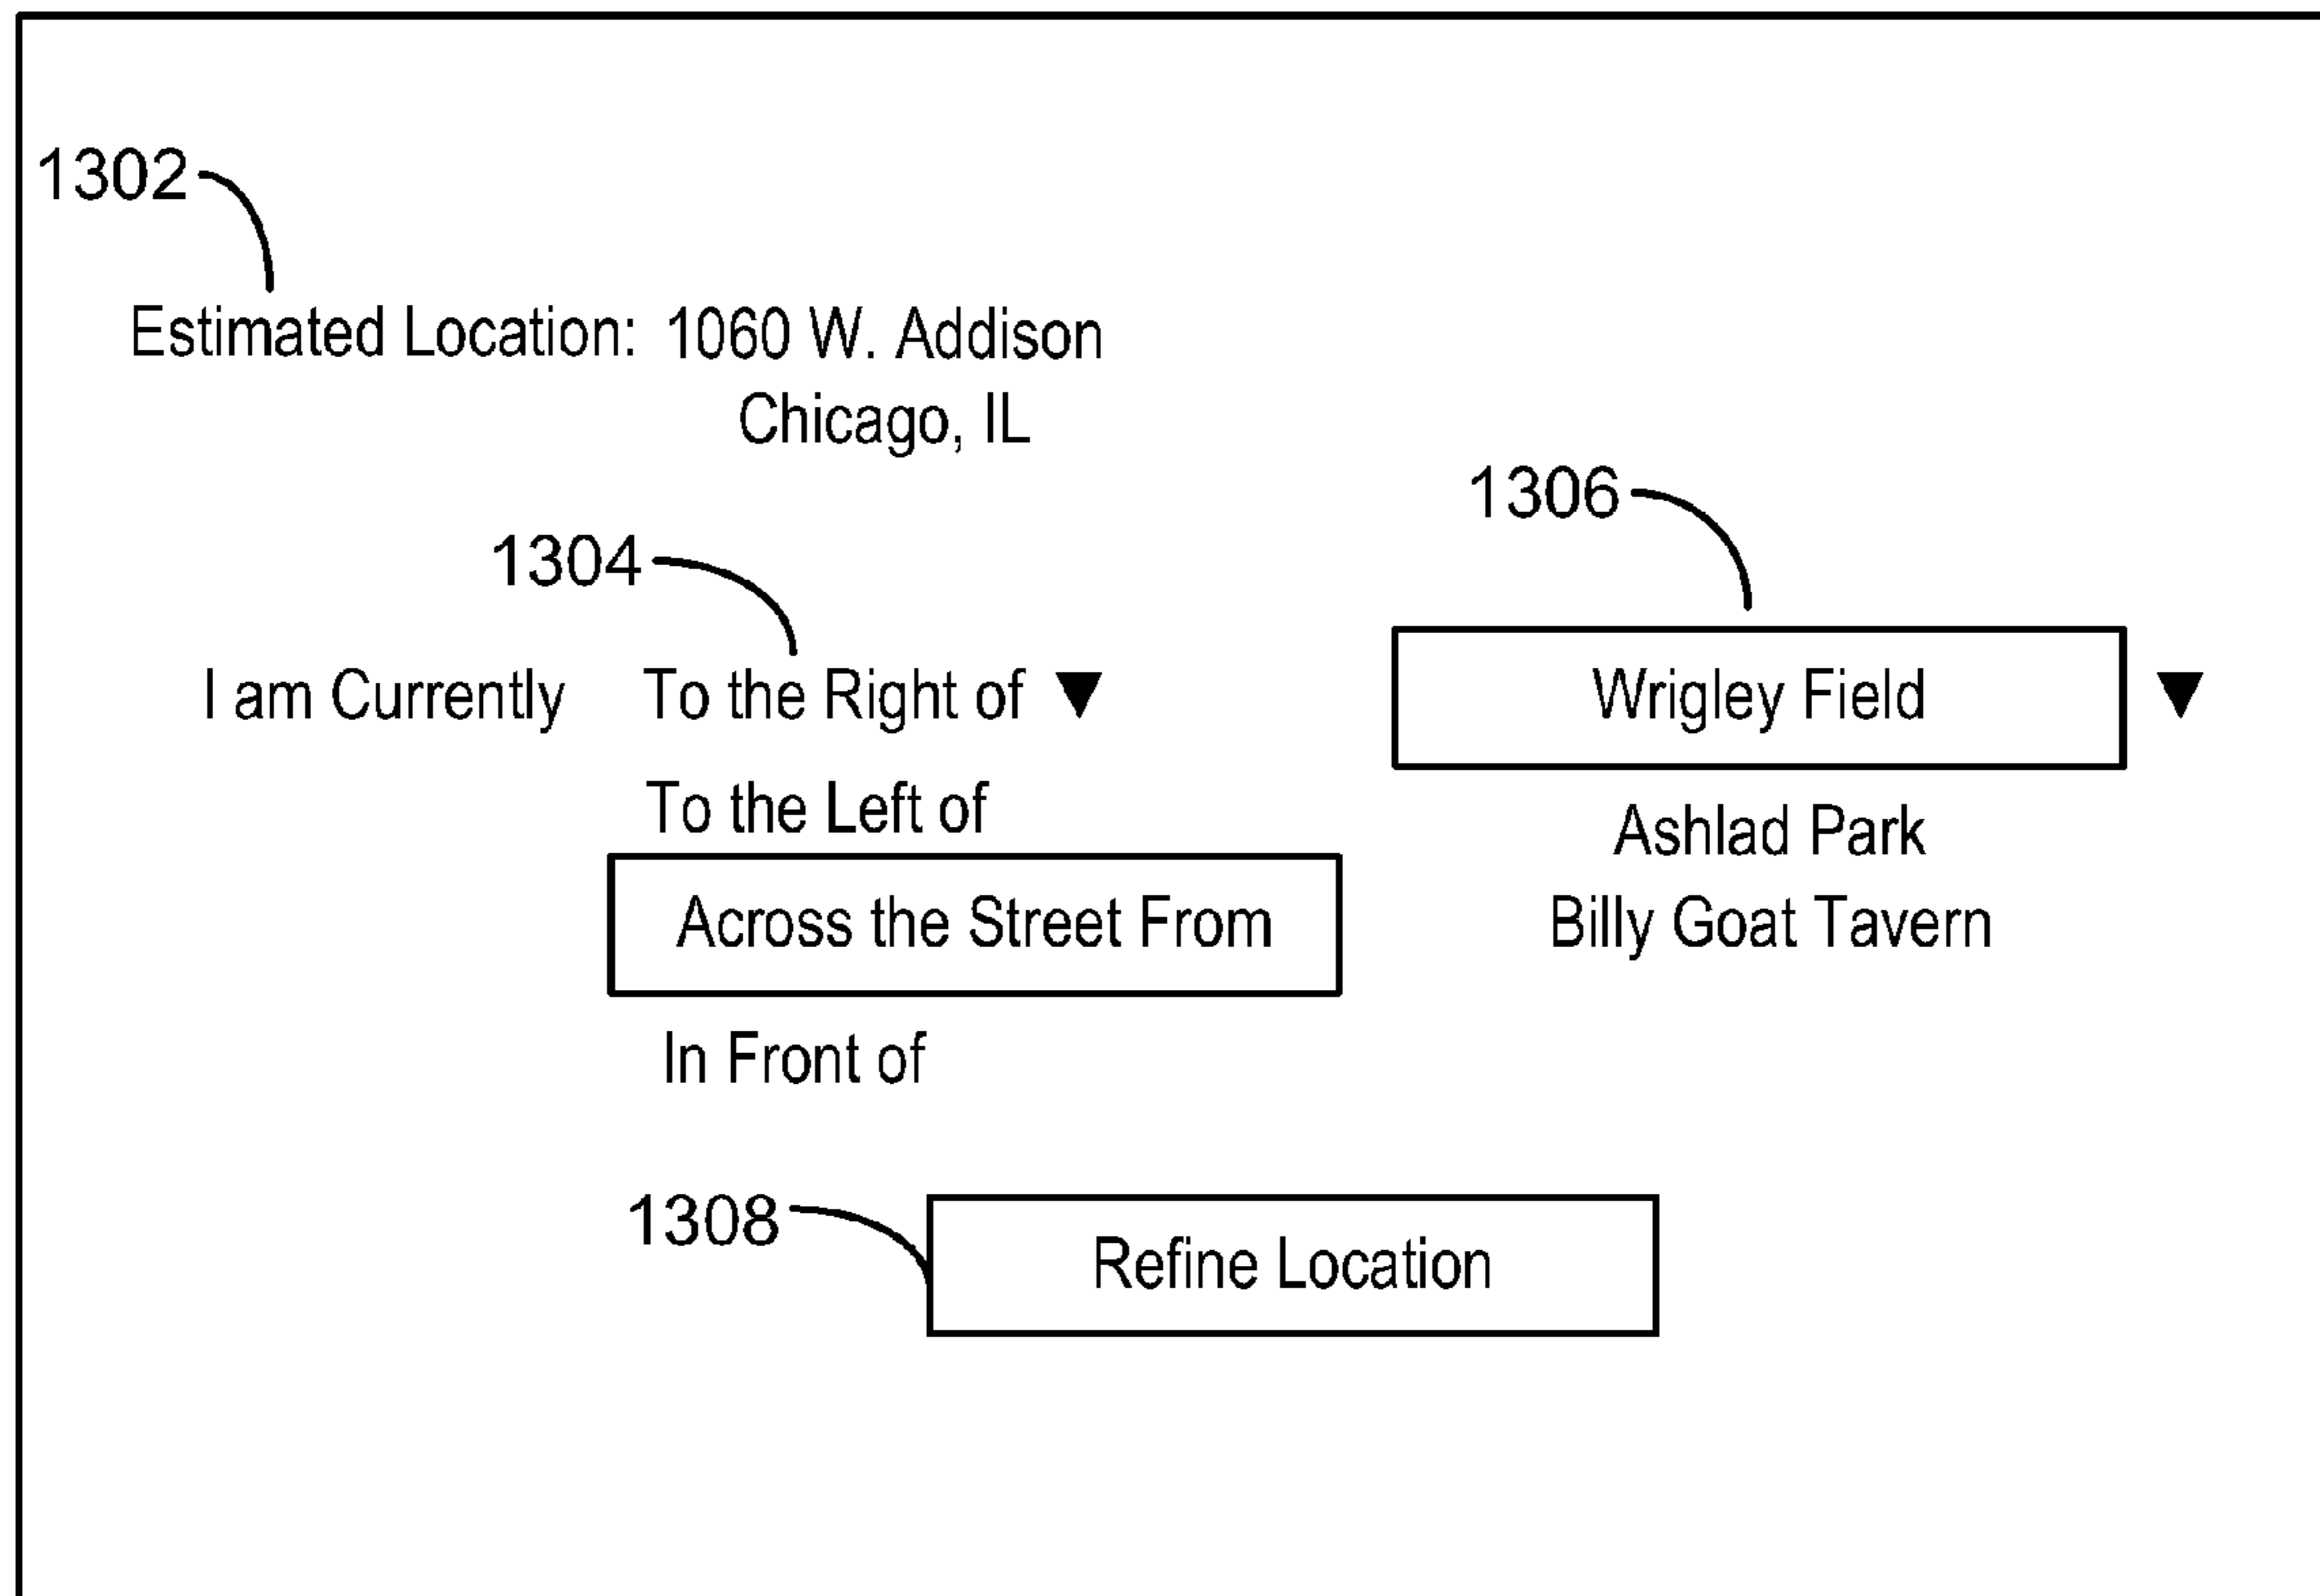 1302
Estimated Location: 1060 W. Addison
Chicago, IL
1306
1304
I am Currently To the Right of ▼ Wrigley Field ▼
To the Left of
Ashlad Park
Across the Street From
Billy Goat Tavern
In Front of
1308
Refine Location